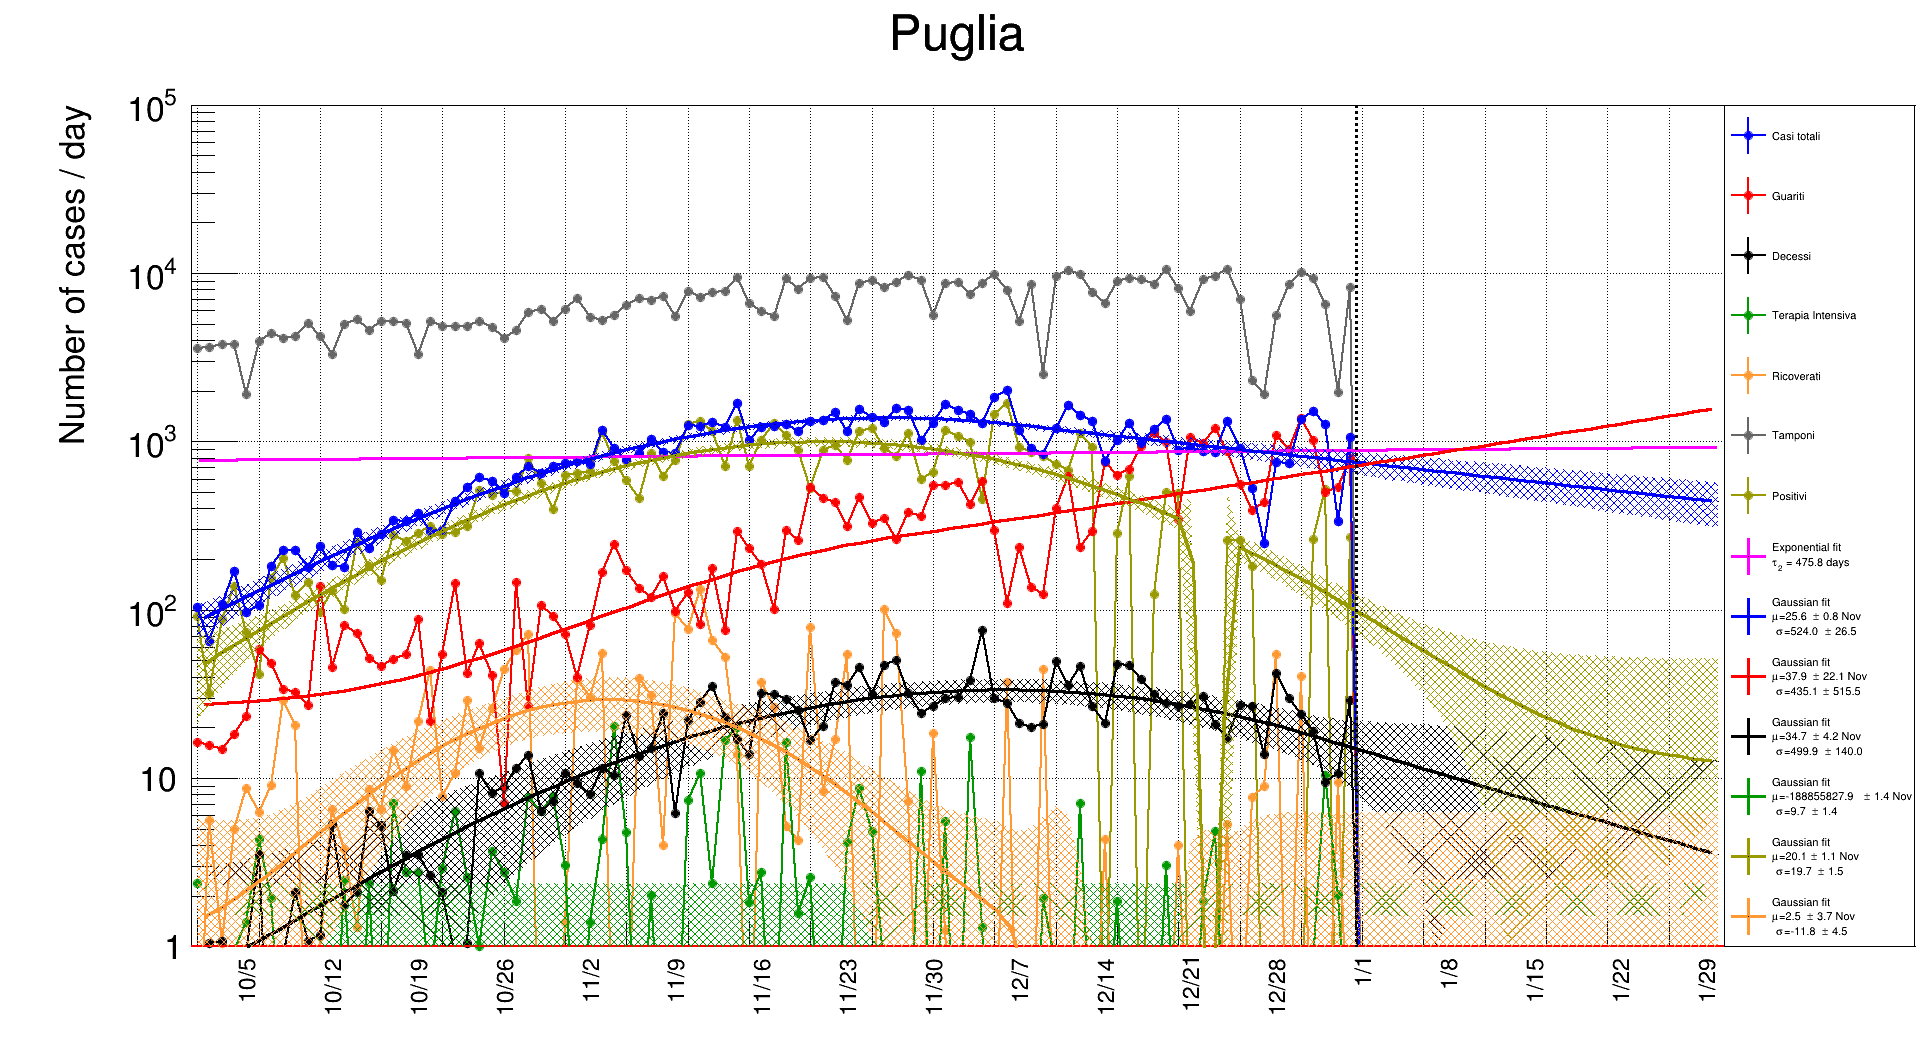 Puglia
Number of cases / day
10^5
10^4
10^3
10^2
10
1
10/5
10/12
10/19
10/26
11/2
11/9
11/16
11/23
11/30
12/7
12/14
12/21
12/28
1/1
1/8
1/15
1/22
1/29
Casi totali
Guariti
Decessi
Terapia Intensiva
Ricoverati
Tamponi
Positivi
Exponential fit
τ_2 = 475.8 days
Gaussian fit
μ=25.6 ± 0.8 Nov
σ=524.0 ± 26.5
Gaussian fit
μ=37.9 ± 22.1 Nov
σ=435.1 ± 515.5
Gaussian fit
μ=34.7 ± 4.2 Nov
σ=499.9 ± 140.0
Gaussian fit
μ=-188855827.9 ± 1.4 Nov
σ=9.7 ± 1.4
Gaussian fit
μ=20.1 ± 1.1 Nov
σ=19.7 ± 1.5
Gaussian fit
μ=2.5 ± 3.7 Nov
σ=-11.8 ± 4.5